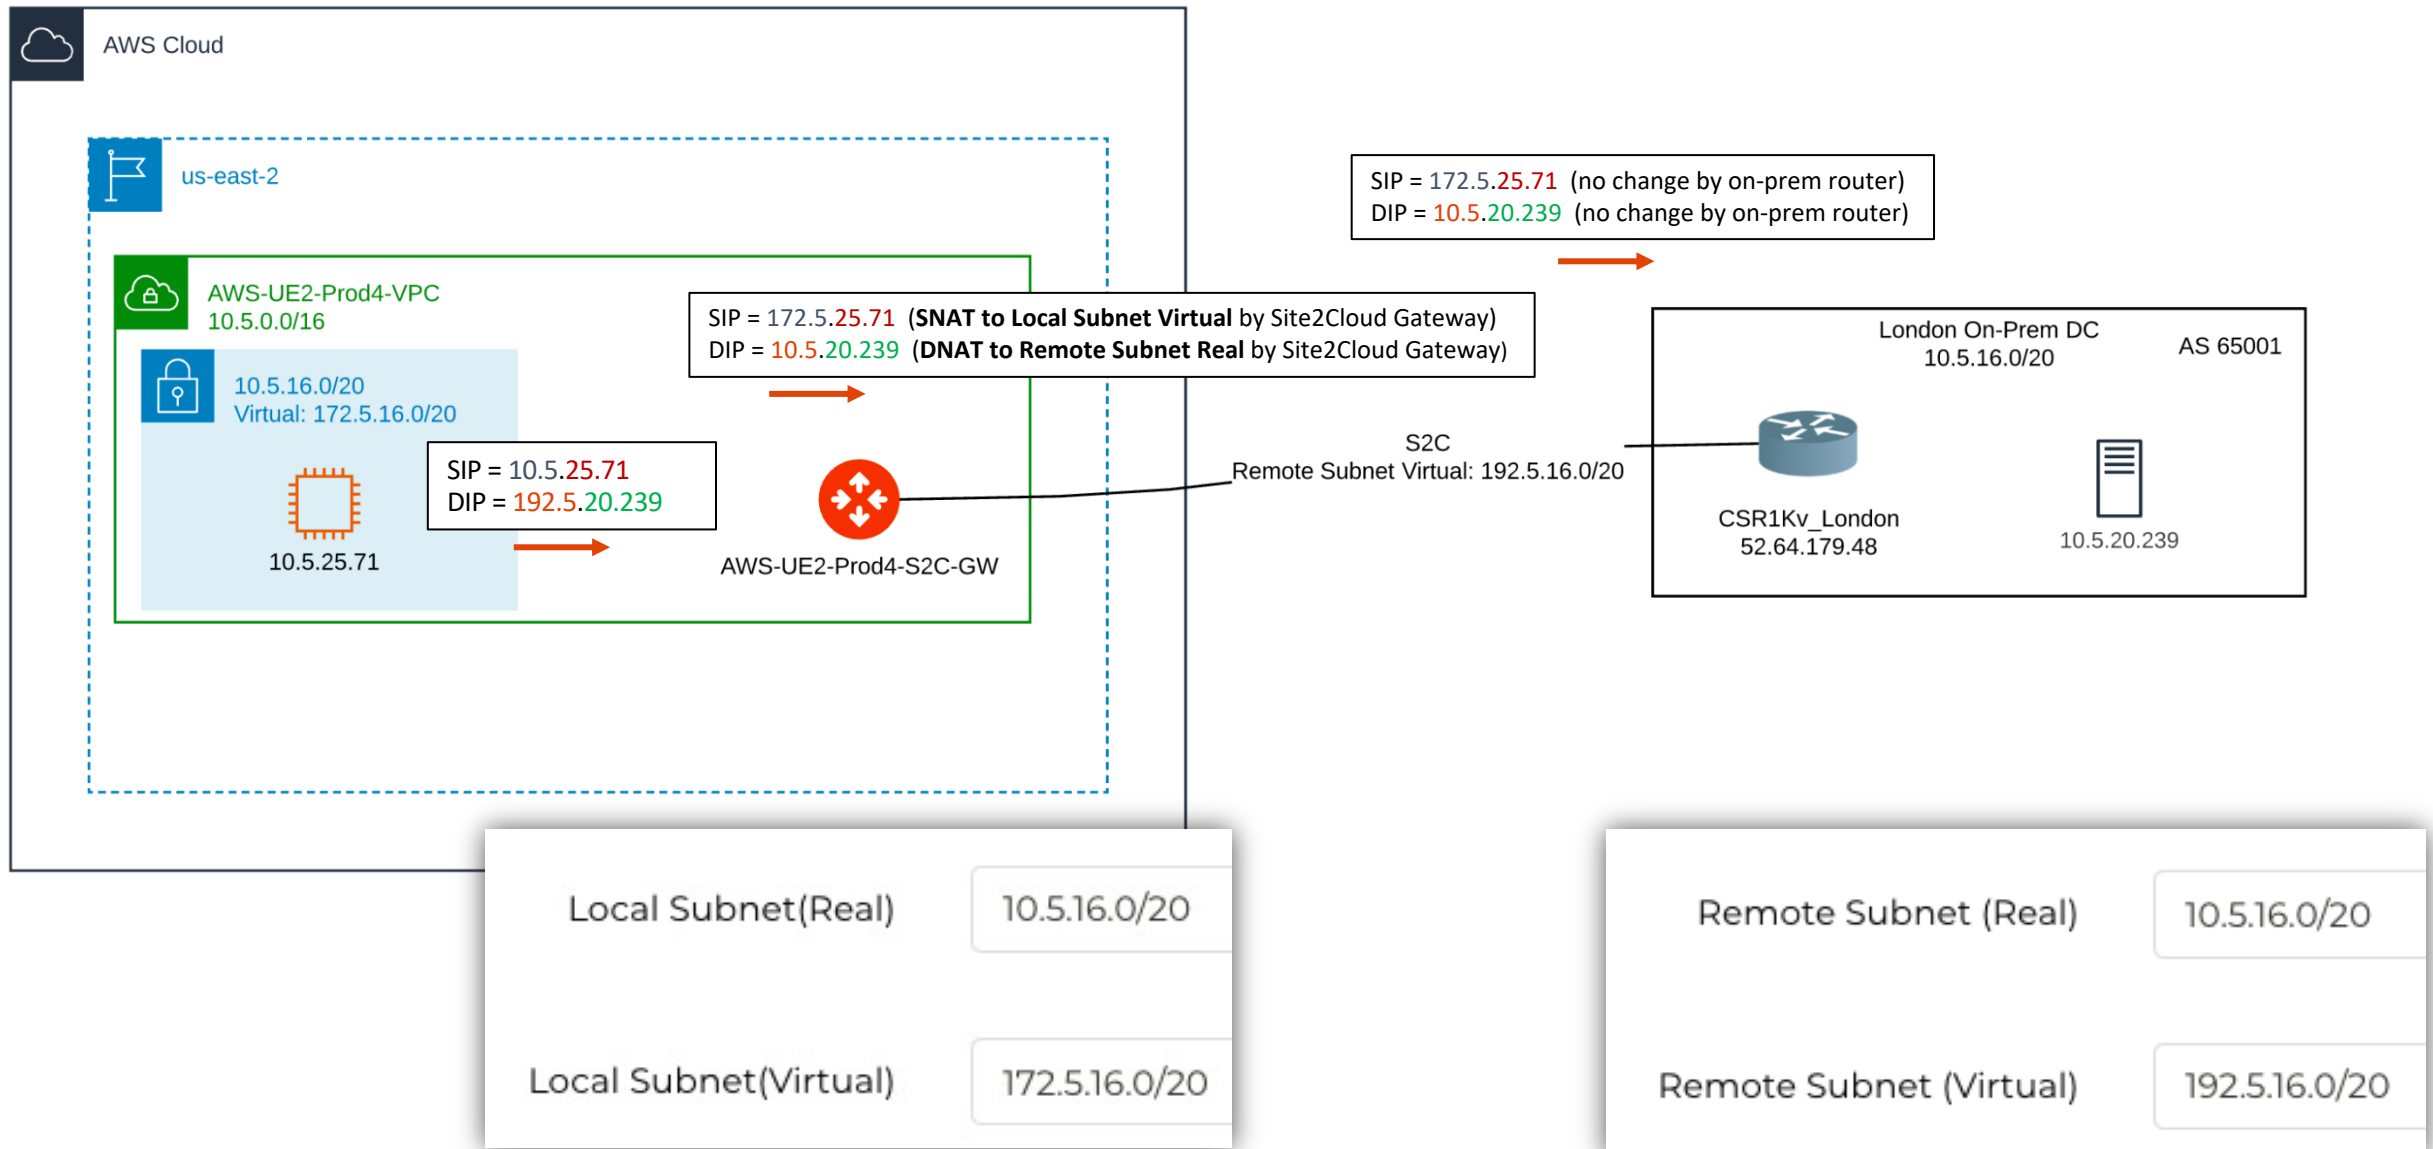 AWS Cloud
us-east-2
SIP = 172.5.25.71 (no change by on-prem router)
DIP = 10.5.20.239 (no change by on-prem router)
AWS-UE2-Prod4-VPC
10.5.0.0/16
SIP = 172.5.25.71 (SNAT to Local Subnet Virtual by Site2Cloud Gateway)
DIP = 10.5.20.239 (DNAT to Remote Subnet Real by Site2Cloud Gateway)
London On-Prem DC
10.5.16.0/20
AS 65001
10.5.16.0/20
Virtual: 172.5.16.0/20
SIP = 10.5.25.71
DIP = 192.5.20.239
10.5.25.71
AWS-UE2-Prod4-S2C-GW
S2C
Remote Subnet Virtual: 192.5.16.0/20
CSR1Kv_London
52.64.179.48
10.5.20.239
Local Subnet(Real)
10.5.16.0/20
Local Subnet(Virtual)
172.5.16.0/20
Remote Subnet (Real)
10.5.16.0/20
Remote Subnet (Virtual)
192.5.16.0/20